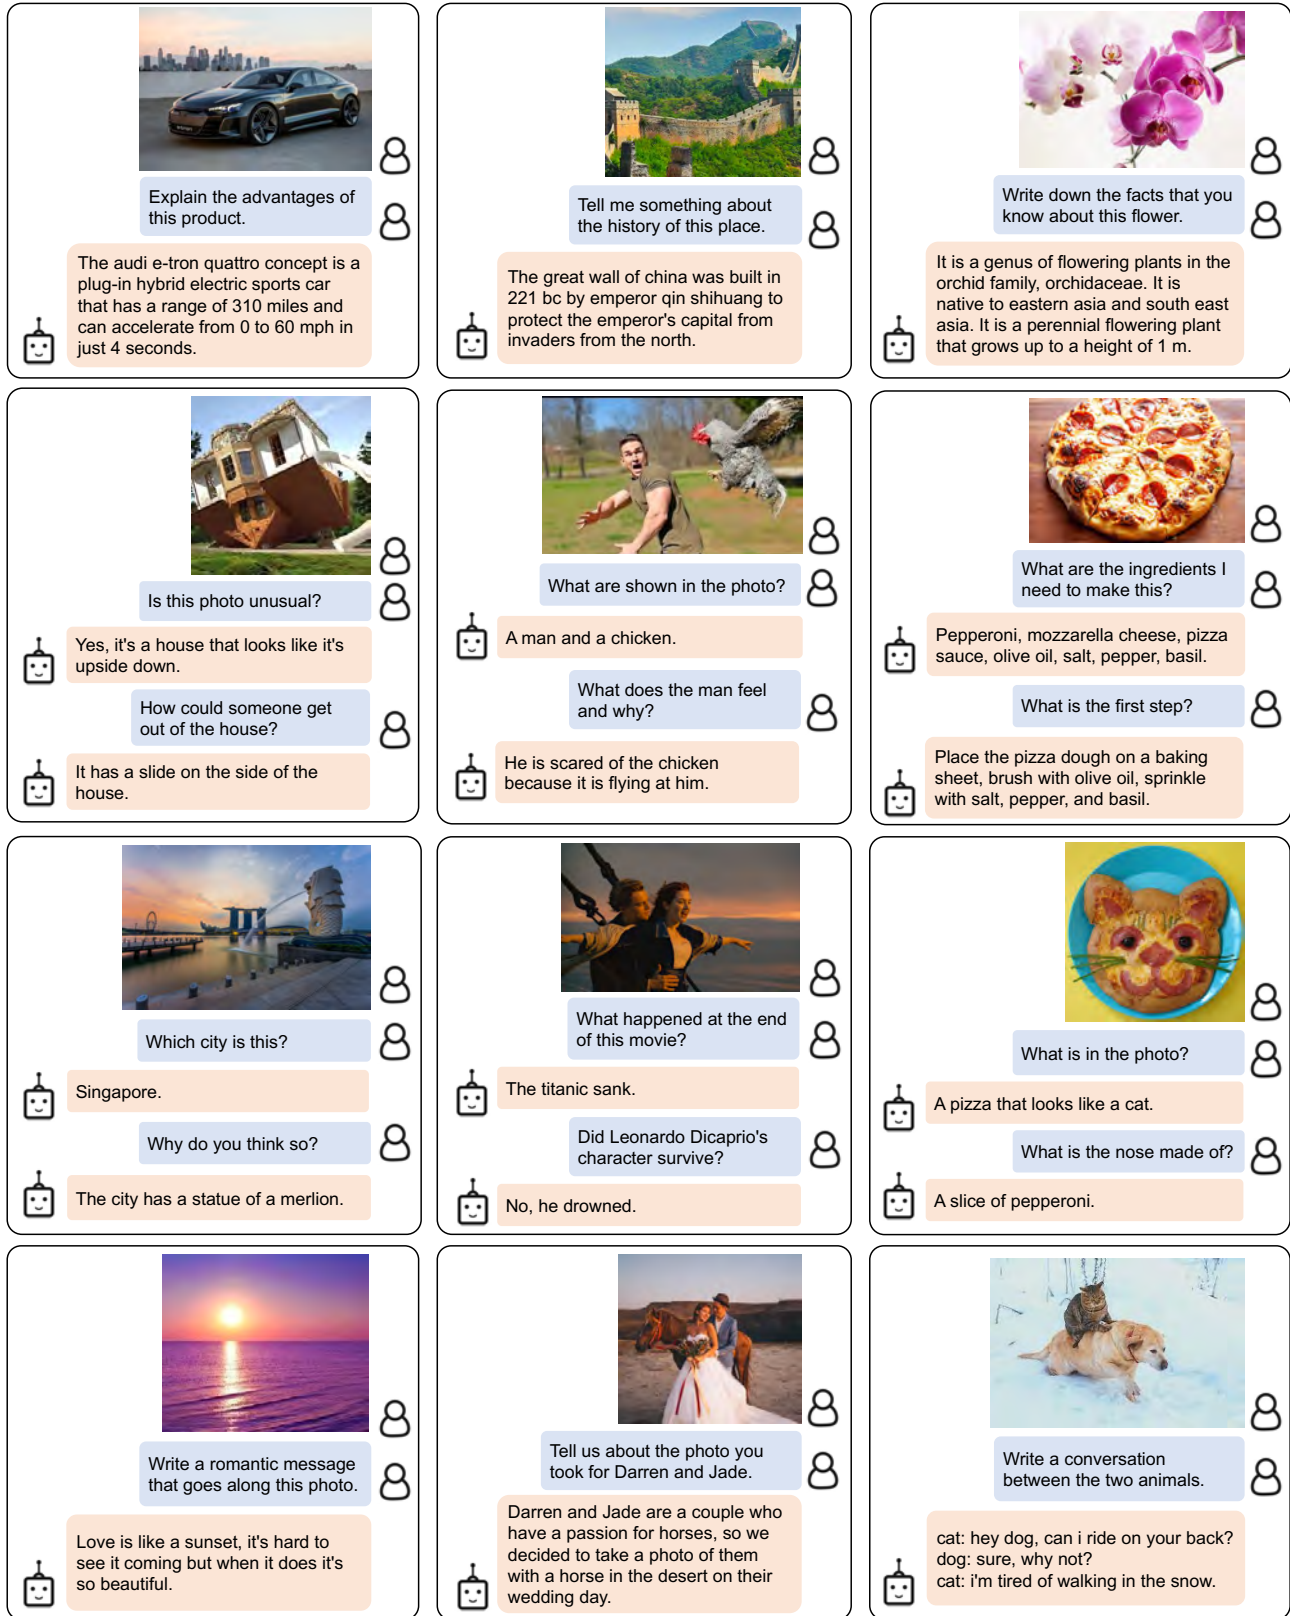 Explain the advantages of
this product.
The audi e-tron quattro concept is a
plug-in hybrid electric sports car
that has a range of 310 miles and
can accelerate from 0 to 60 mph in
just 4 seconds.
Tell me something about
the history of this place.
The great wall of china was built in
221 bc by emperor qin shihuang to
protect the emperor's capital from
invaders from the north.
Write down the facts that you
know about this flower.
It is a genus of flowering plants in the
orchid family, orchidaceae. It is
native to eastern asia and south east
asia. It is a perennial flowering plant
that grows up to a height of 1 m.
Is this photo unusual?
Yes, it's a house that looks like it's
upside down.
How could someone get
out of the house?
It has a slide on the side of the
house.
What are shown in the photo?
A man and a chicken.
What does the man feel
and why?
He is scared of the chicken
because it is flying at him.
What are the ingredients I
need to make this?
Pepperoni, mozzarella cheese, pizza
sauce, olive oil, salt, pepper, basil.
What is the first step?
Place the pizza dough on a baking
sheet, brush with olive oil, sprinkle
with salt, pepper, and basil.
Which city is this?
Singapore.
Why do you think so?
The city has a statue of a merlion.
What happened at the end
of this movie?
The titanic sank.
Did Leonardo Dicaprio's
character survive?
No, he drowned.
What is in the photo?
A pizza that looks like a cat.
What is the nose made of?
A slice of pepperoni.
Write a romantic message
that goes along this photo.
Love is like a sunset, it's hard to
see it coming but when it does it's
so beautiful.
Tell us about the photo you
took for Darren and Jade.
Darren and Jade are a couple who
have a passion for horses, so we
decided to take a photo of them
with a horse in the desert on their
wedding day.
Write a conversation
between the two animals.
cat: hey dog, can i ride on your back?
dog: sure, why not?
cat: i'm tired of walking in the snow.